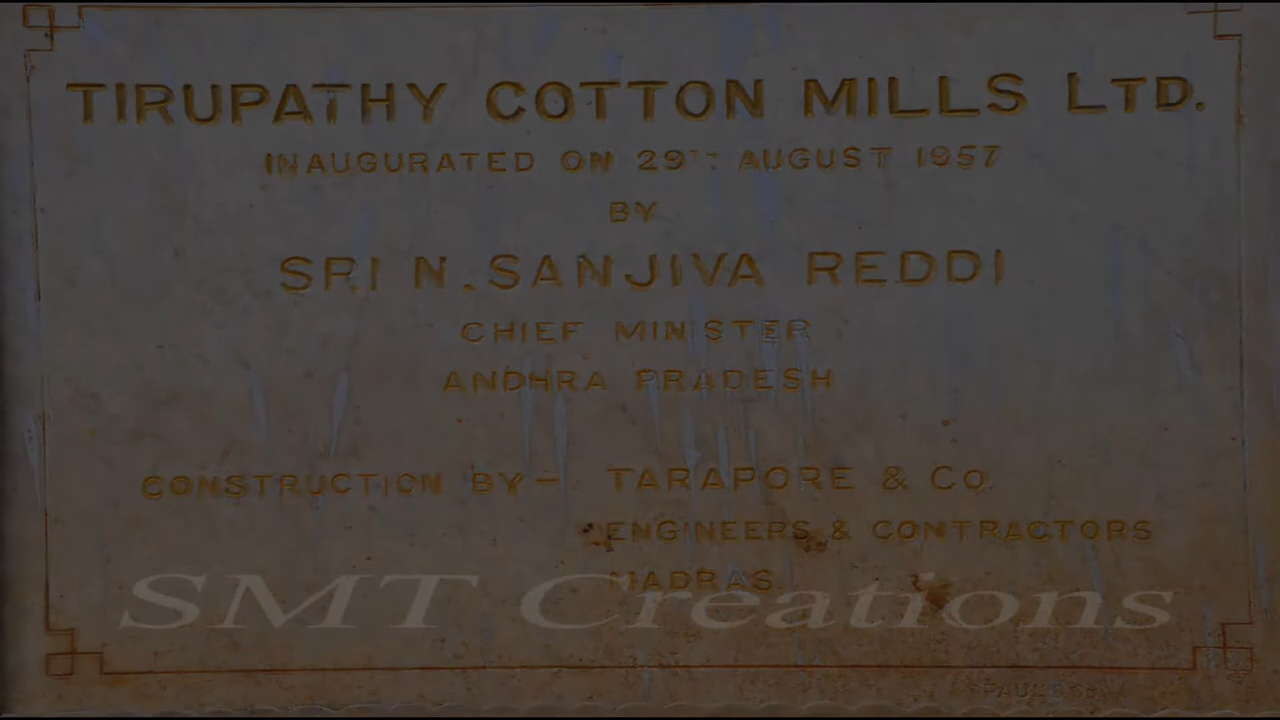 TIRUPATHY COTTON MILLS LTD.
INAUGURATED ON 29TH AUGUST 1957
BY
SRI N. SANJIVA REDDI
CHIEF MINISTER
ANDHRA PRADESH
CONSTRUCTION BY - TARAPORE & Co.
ENGINEERS & CONTRACTORS
MADRAS.
SMT Creations